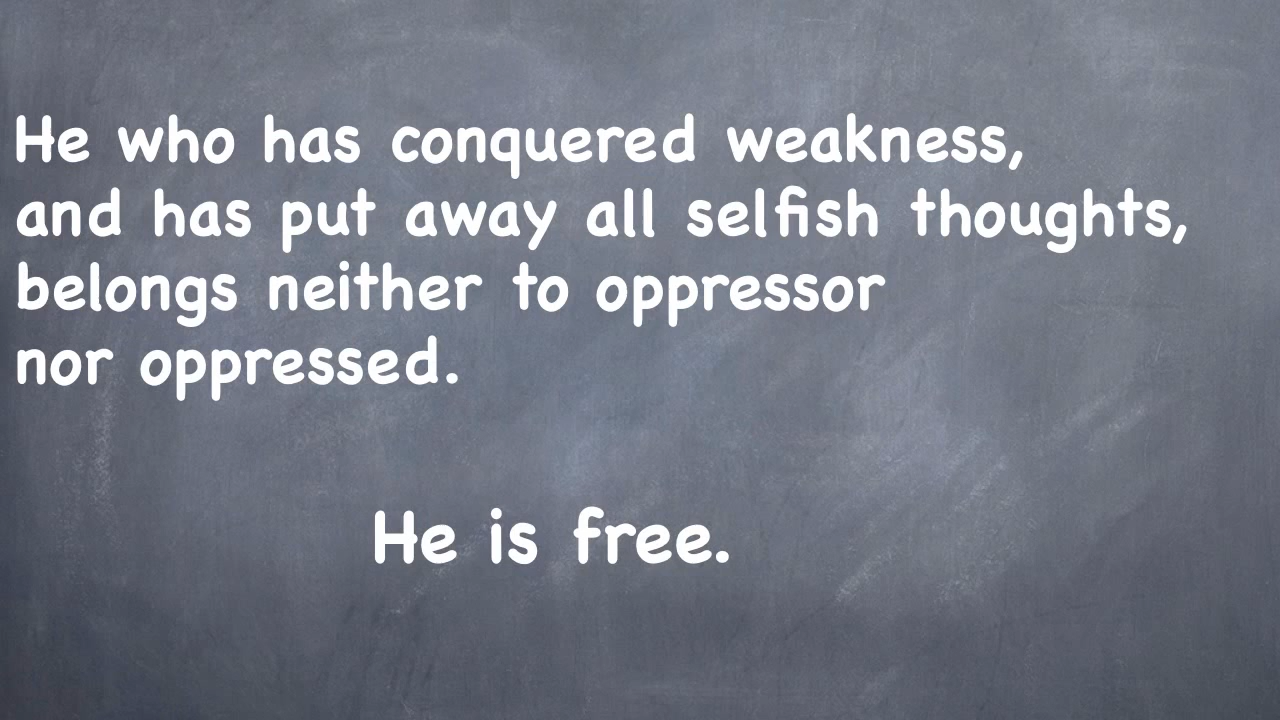 He who has conquered weakness,
and has put away all selfish thoughts,
belongs neither to oppressor
nor oppressed.
He is free.